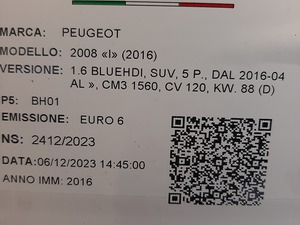 MARCA: PEUGEOT
MODELLO: 2008 «I» (2016)
VERSIONE: 1.6 BLUEHDI, SUV, 5 P., DAL 2016-04
AL », CM3 1560, CV 120, KW. 88 (D)
P5: BH01
EMISSIONE: EURO 6
NS: 2412/2023
DATA:06/12/2023 14:45:00
ANNO IMM: 2016